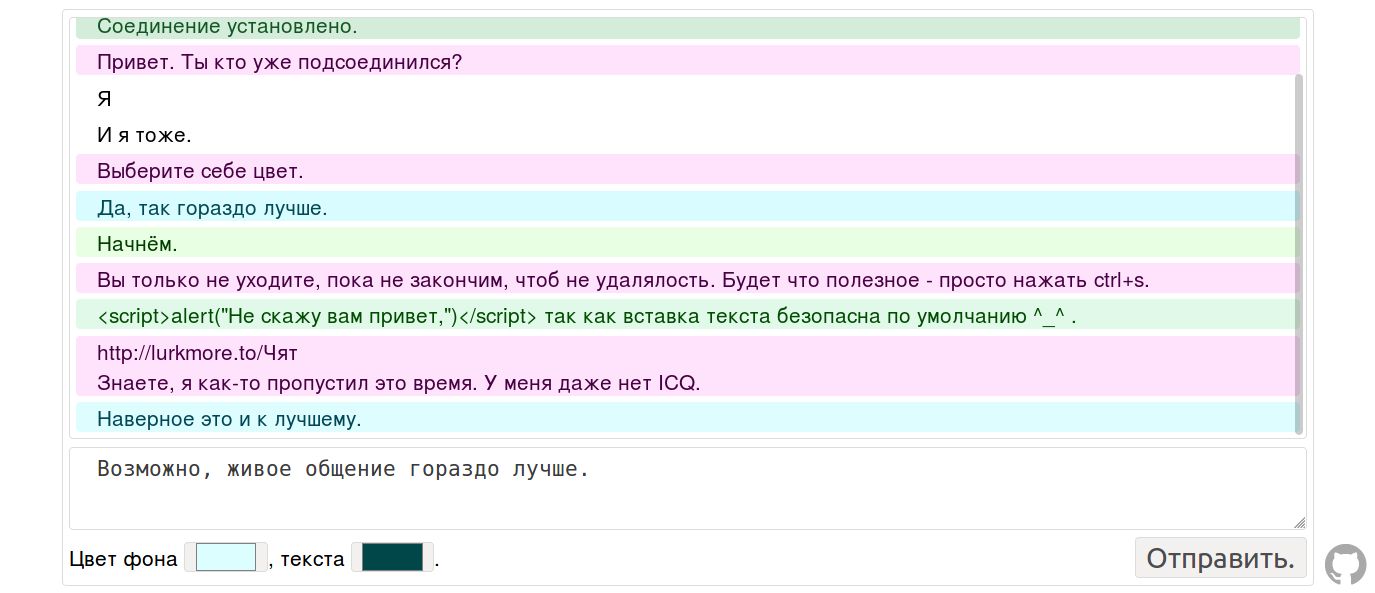 Соединение установлено.
Привет. Ты кто уже подсоединился?
Я
И я тоже.
Выберите себе цвет.
Да, так гораздо лучше.
Начнём.
Вы только не уходите, пока не закончим, чтоб не удалялость. Будет что полезное - просто нажать ctrl+s.
<script>alert("Не скажу вам привет,")</script> так как вставка текста безопасна по умолчанию ^_^ .
http://lurkmore.to/Чят
Знаете, я как-то пропустил это время. У меня даже нет ICQ.
Наверное это и к лучшему.
Возможно, живое общение гораздо лучше.
Цвет фона , текста .
Отправить.